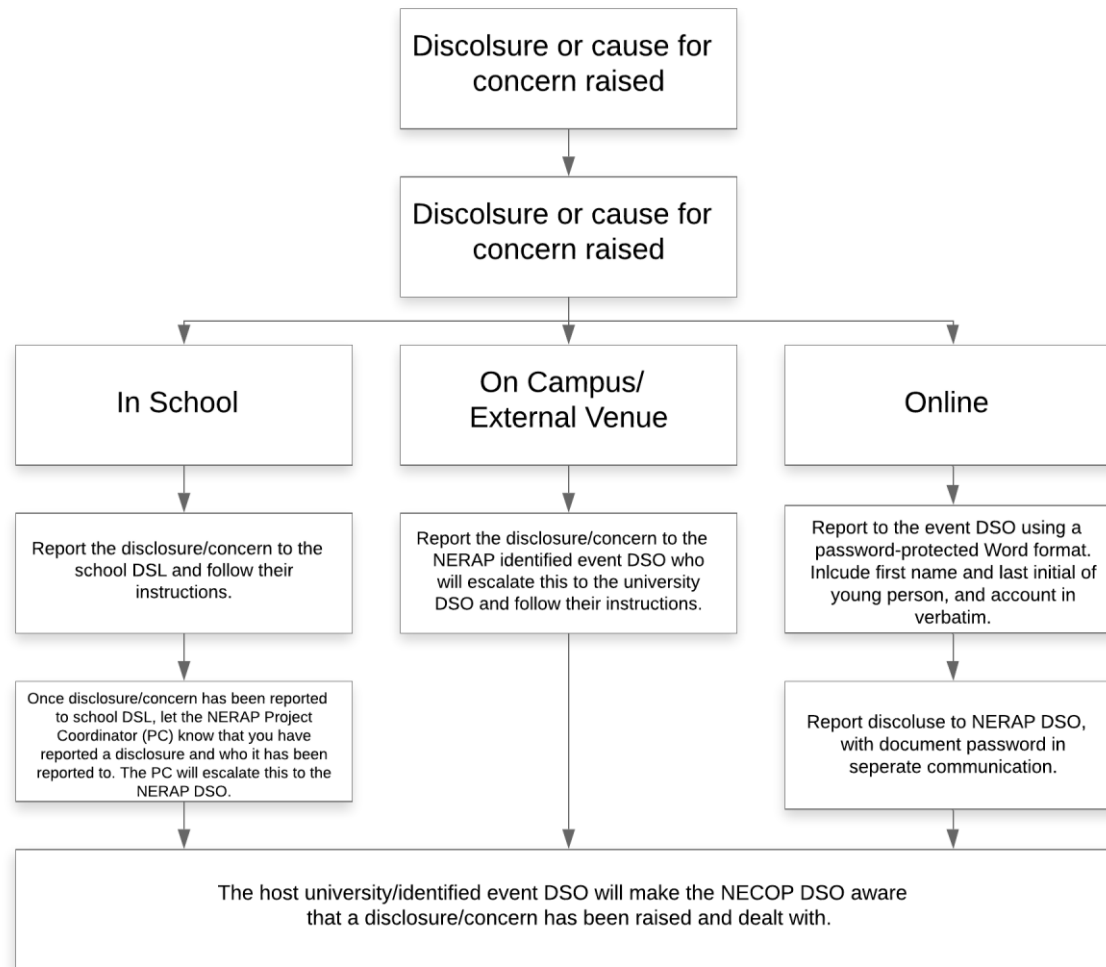 Discolsure or cause for
concern raised
Discolsure or cause for
concern raised
In School
On Campus/
External Venue
Online
Report the disclosure/concern to the
school DSL and follow their
instructions.
Report the disclosure/concern to the
NERAP identified event DSO who
will escalate this to the university
DSO and follow their instructions.
Report to the event DSO using a
password-protected Word format.
Inlcude first name and last initial of
young person, and account in
verbatim.
Once disclosure/concern has been reported
to school DSL, let the NERAP Project
Coordinator (PC) know that you have
reported a disclosure and who it has been
reported to. The PC will escalate this to the
NERAP DSO.
Report discoluse to NERAP DSO,
with document password in
seperate communication.
The host university/identified event DSO will make the NECOP DSO aware
that a disclosure/concern has been raised and dealt with.